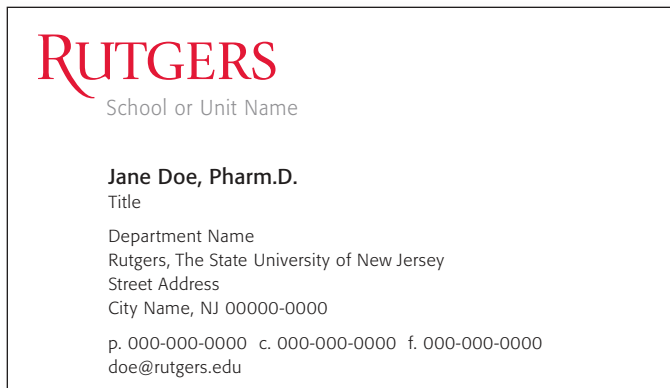 RUTGERS
School or Unit Name
Jane Doe, Pharm.D.
Title
Department Name
Rutgers, The State University of New Jersey
Street Address
City Name, NJ 00000-0000
p. 000-000-0000 c. 000-000-0000 f. 000-000-0000
doe@rutgers.edu